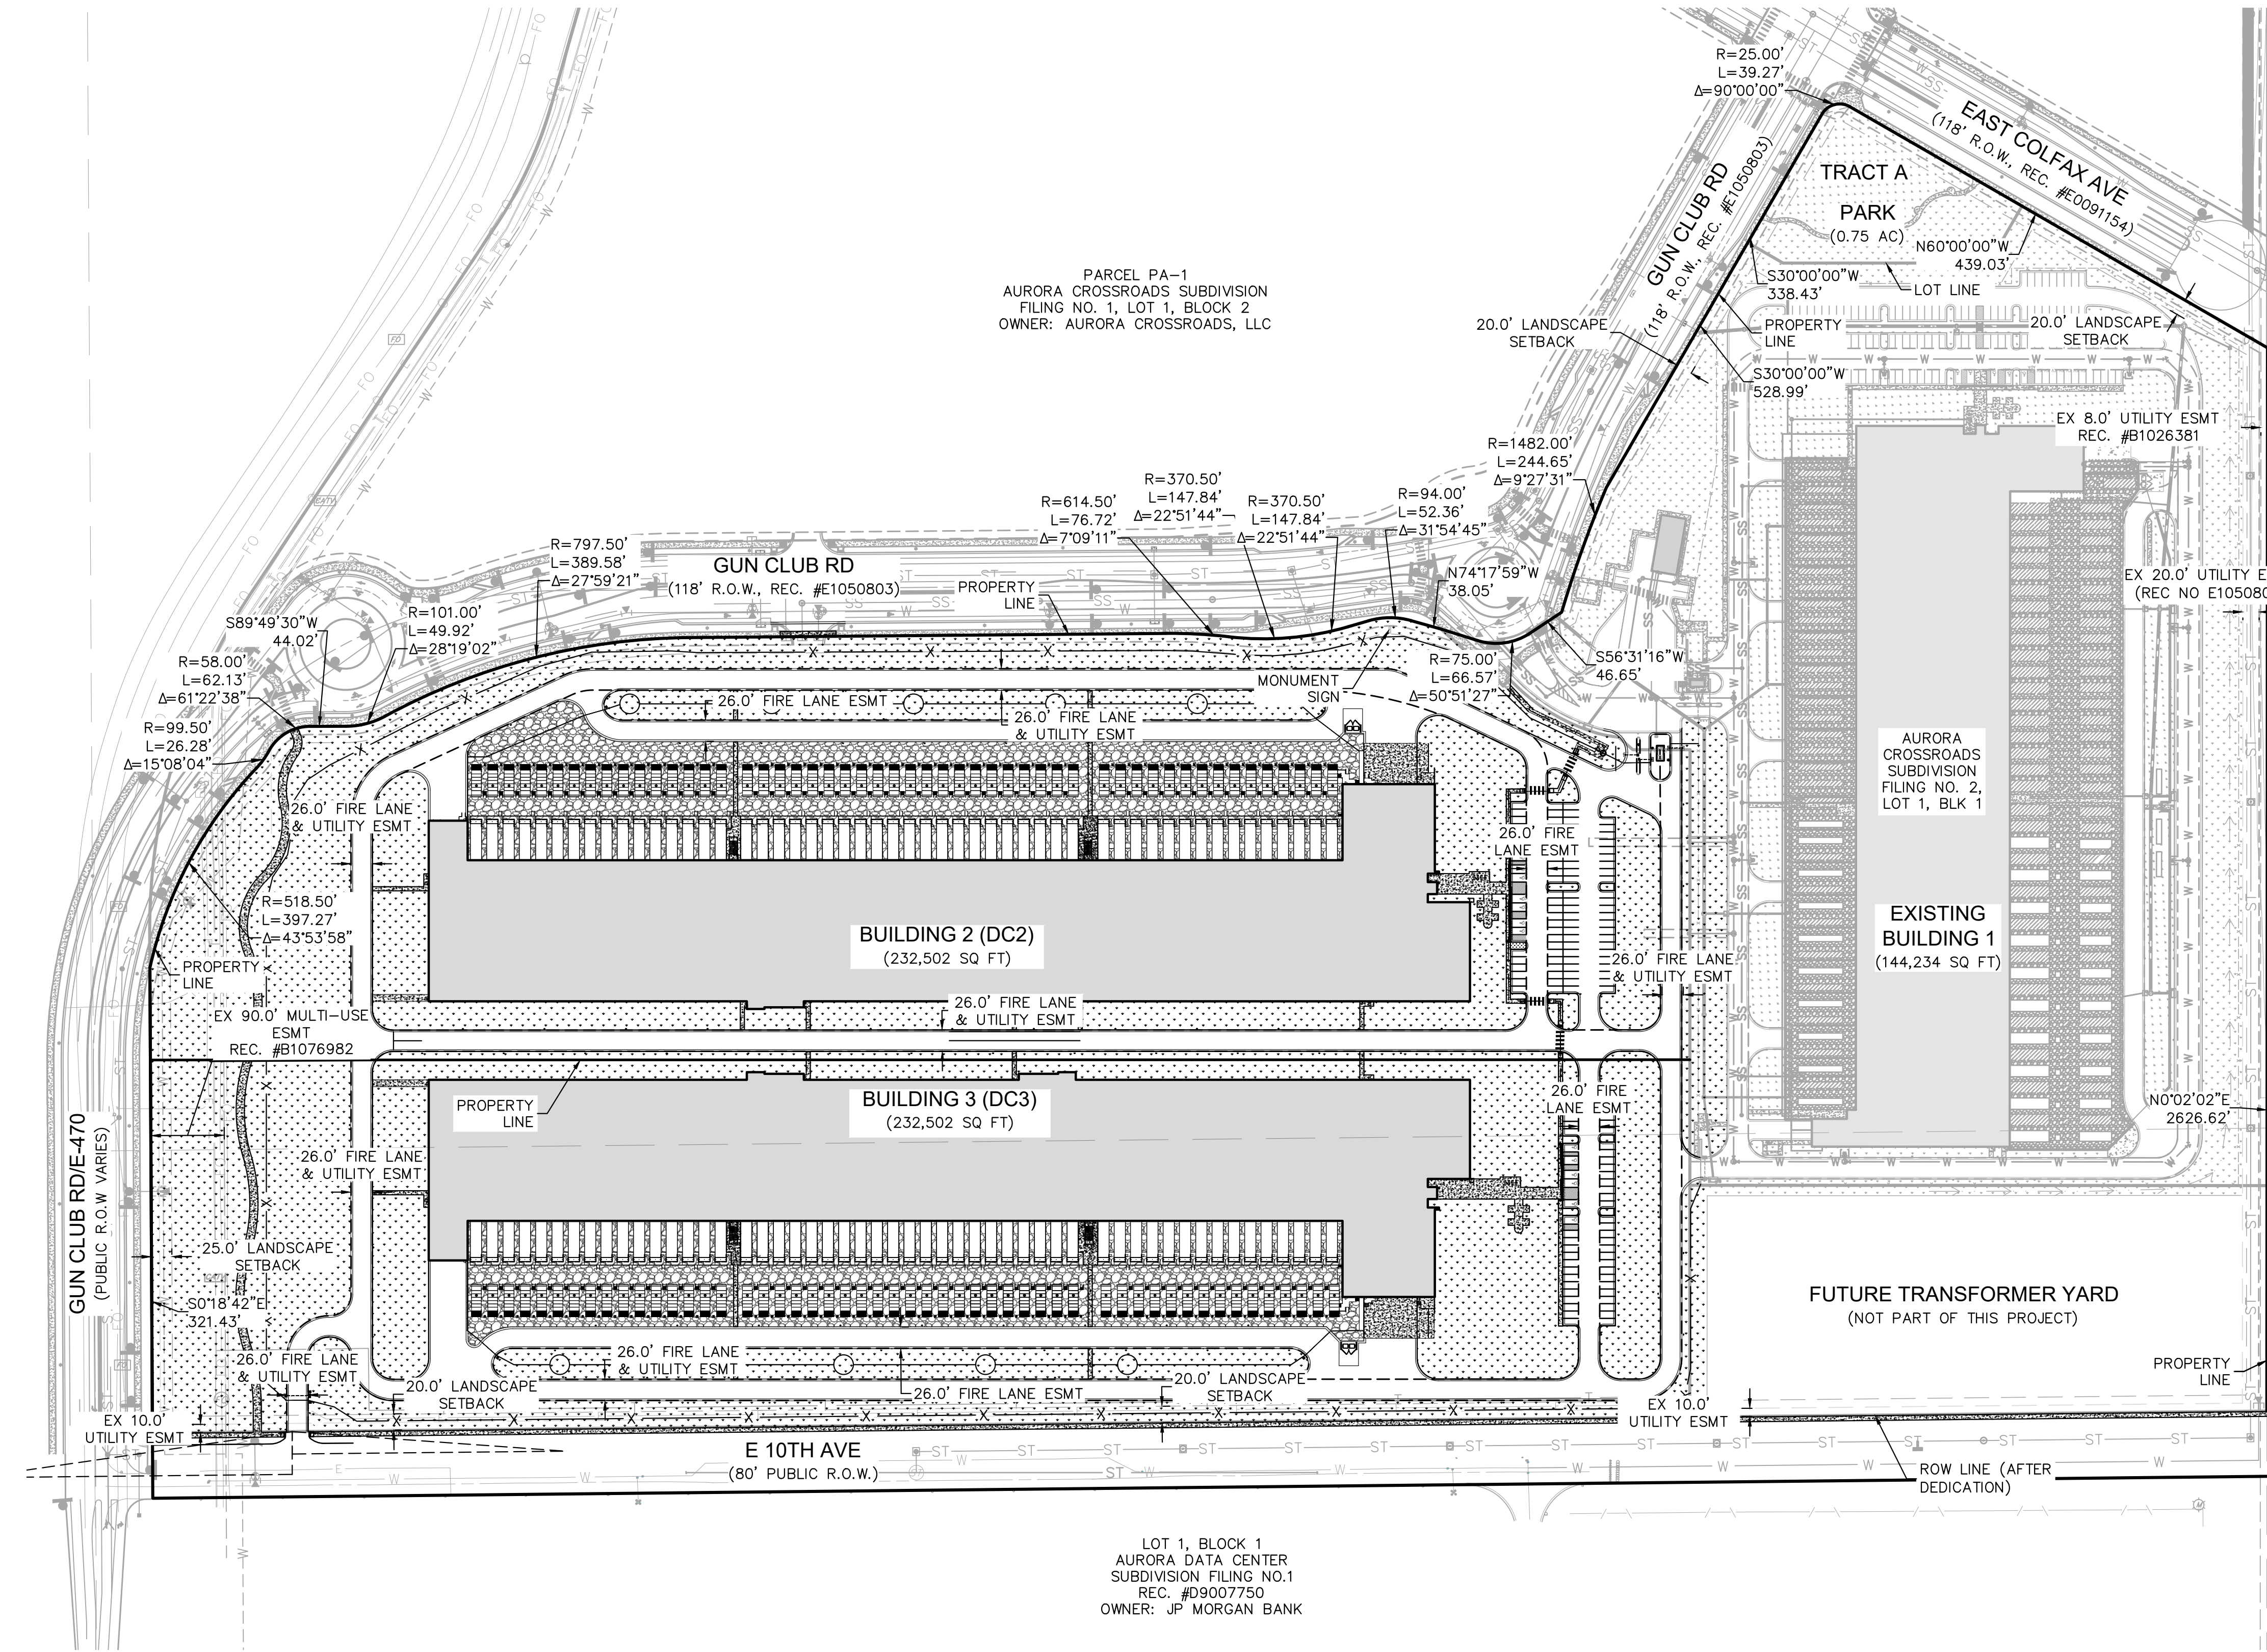 R=25.00'
L=39.27'
Δ=90°00'00"
EAST COLFAX AVE
(118' R.O.W., REC. #E0091154)
GUN CLUB RD
(118' R.O.W., REC. #E1050803)
TRACT A
PARK
(0.75 AC)
N60°00'00"W
439.03'
S30°00'00"W
338.43'
LOT LINE
PARCEL PA-1
AURORA CROSSROADS SUBDIVISION
FILING NO. 1, LOT 1, BLOCK 2
OWNER: AURORA CROSSROADS, LLC
20.0' LANDSCAPE
SETBACK
PROPERTY
LINE
20.0' LANDSCAPE
SETBACK
S30°00'00"W
528.99'
EX 8.0' UTILITY ESMT
REC. #B1026381
R=1482.00'
L=244.65'
Δ=9°27'31"
R=370.50'
L=147.84'
Δ=22°51'44"
R=614.50'
L=76.72'
Δ=7°09'11"
R=370.50'
L=147.84'
Δ=22°51'44"
R=94.00'
L=52.36'
Δ=31°54'45"
R=797.50'
L=389.58'
Δ=27°59'21"
GUN CLUB RD
(118' R.O.W., REC. #E1050803)
PROPERTY
LINE
N74°17'59"W
38.05'
EX 20.0' UTILITY E
(REC NO E105080
S89°49'30"W
44.02'
R=101.00'
L=49.92'
Δ=28°19'02"
R=58.00'
L=62.13'
Δ=61°22'38"
R=99.50'
L=26.28'
Δ=15°08'04"
MONUMENT
SIGN
R=75.00'
L=66.57'
Δ=50°51'27"
S56°31'16"W
46.65'
26.0' FIRE LANE ESMT
26.0' FIRE LANE
& UTILITY ESMT
26.0' FIRE LANE
& UTILITY ESMT
26.0' FIRE
LANE ESMT
AURORA
CROSSROADS
SUBDIVISION
FILING NO. 2,
LOT 1, BLK 1
R=518.50'
L=397.27'
Δ=43°53'58"
BUILDING 2 (DC2)
(232,502 SQ FT)
EXISTING
BUILDING 1
(144,234 SQ FT)
PROPERTY
LINE
26.0' FIRE LANE
& UTILITY ESMT
EX 90.0' MULTI-USE
ESMT
REC. #B1076982
26.0' FIRE LANE
& UTILITY ESMT
PROPERTY
LINE
BUILDING 3 (DC3)
(232,502 SQ FT)
26.0' FIRE
LANE ESMT
N0°02'02"E
2626.62'
GUN CLUB RD/E-470
(PUBLIC R.O.W VARIES)
26.0' FIRE LANE
& UTILITY ESMT
25.0' LANDSCAPE
SETBACK
S0°18'42"E
321.43'
FUTURE TRANSFORMER YARD
(NOT PART OF THIS PROJECT)
26.0' FIRE LANE
& UTILITY ESMT
26.0' FIRE LANE
& UTILITY ESMT
20.0' LANDSCAPE
SETBACK
26.0' FIRE LANE ESMT
20.0' LANDSCAPE
SETBACK
PROPERTY
LINE
EX 10.0'
UTILITY ESMT
EX 10.0'
UTILITY ESMT
E 10TH AVE
(80' PUBLIC R.O.W.)
ROW LINE (AFTER
DEDICATION)
LOT 1, BLOCK 1
AURORA DATA CENTER
SUBDIVISION FILING NO.1
REC. #D9007750
OWNER: JP MORGAN BANK